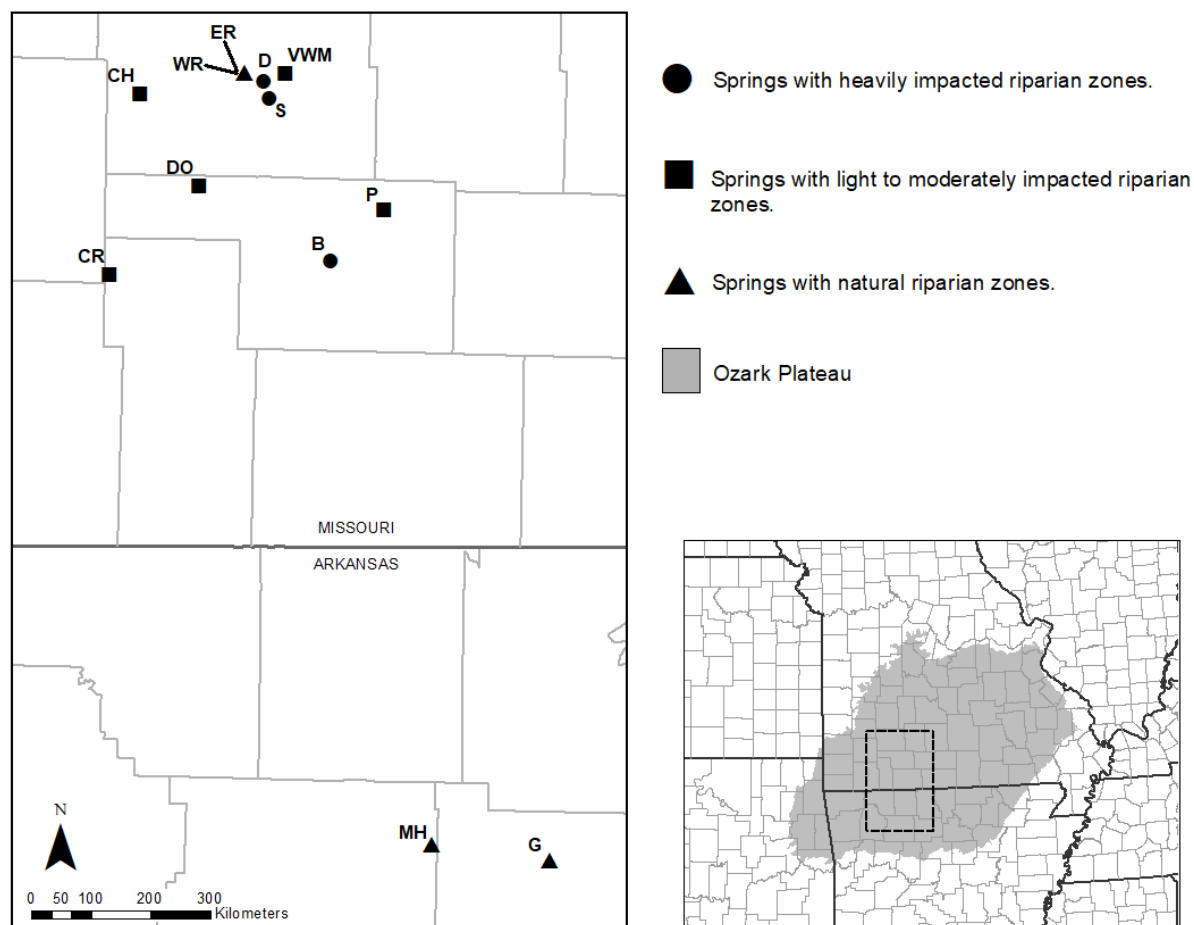 ER
D
VWM
WR
CH
S
DO
P
B
CR
MISSOURI
ARKANSAS
N
MH
G
0 50 100 200 300
Kilometers
Springs with heavily impacted riparian zones.
Springs with light to moderately impacted riparian
zones.
Springs with natural riparian zones.
Ozark Plateau